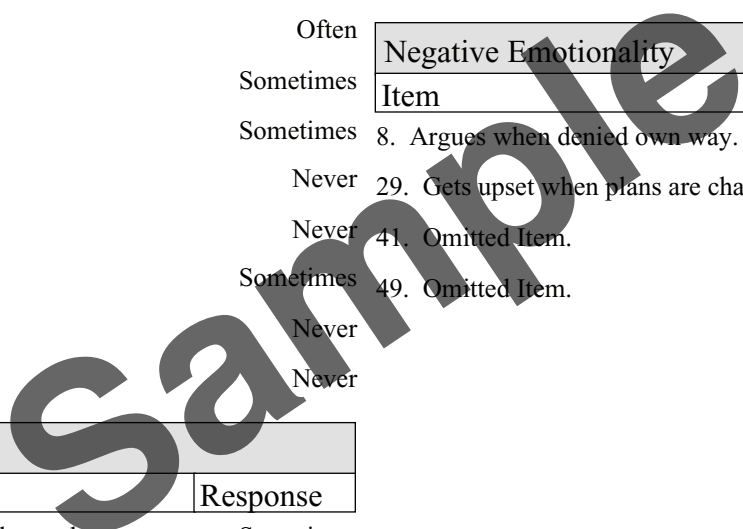 Often
Sometimes
Sometimes
Never
Never
Sometimes
Never
Never
Response
Negative Emotionality
Item
8. Argues when denied own way.
29. Gets upset when plans are cha
41. Omitted Item.
49. Omitted Item.
Sample